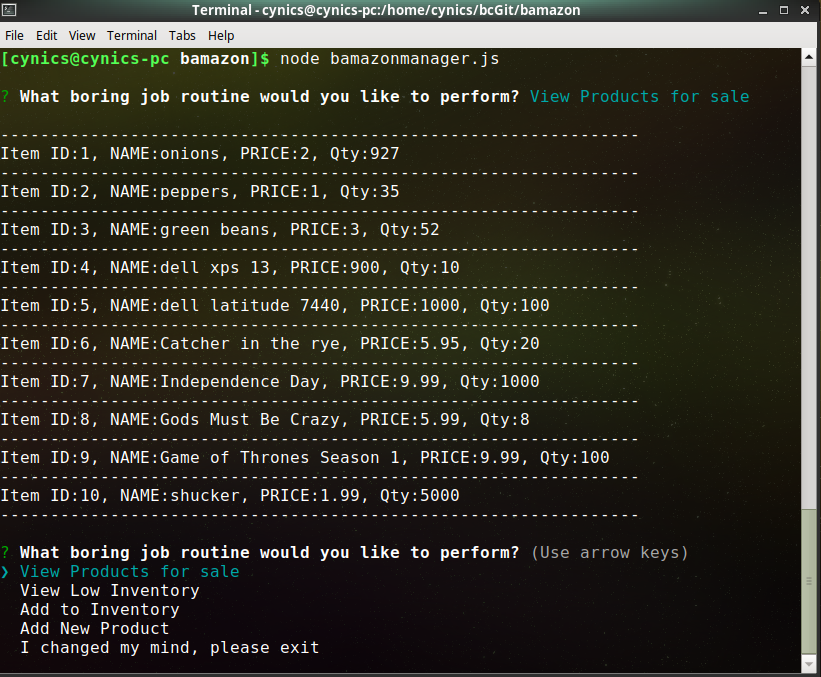 Terminal - cynics@cynics-pc:/home/cynics/bcGit/bamazon
File Edit View Terminal Tabs Help
[cynics@cynics-pc bamazon]$ node bamazonmanager.js
? What boring job routine would you like to perform? View Products for sale
----------------------------------------------------------------
Item ID:1, NAME:onions, PRICE:2, Qty:927
----------------------------------------------------------------
Item ID:2, NAME:peppers, PRICE:1, Qty:35
----------------------------------------------------------------
Item ID:3, NAME:green beans, PRICE:3, Qty:52
----------------------------------------------------------------
Item ID:4, NAME:dell xps 13, PRICE:900, Qty:10
----------------------------------------------------------------
Item ID:5, NAME:dell latitude 7440, PRICE:1000, Qty:100
----------------------------------------------------------------
Item ID:6, NAME:Catcher in the rye, PRICE:5.95, Qty:20
----------------------------------------------------------------
Item ID:7, NAME:Independence Day, PRICE:9.99, Qty:1000
----------------------------------------------------------------
Item ID:8, NAME:Gods Must Be Crazy, PRICE:5.99, Qty:8
----------------------------------------------------------------
Item ID:9, NAME:Game of Thrones Season 1, PRICE:9.99, Qty:100
----------------------------------------------------------------
Item ID:10, NAME:shucker, PRICE:1.99, Qty:5000
----------------------------------------------------------------
? What boring job routine would you like to perform? (Use arrow keys)
❯ View Products for sale
View Low Inventory
Add to Inventory
Add New Product
I changed my mind, please exit